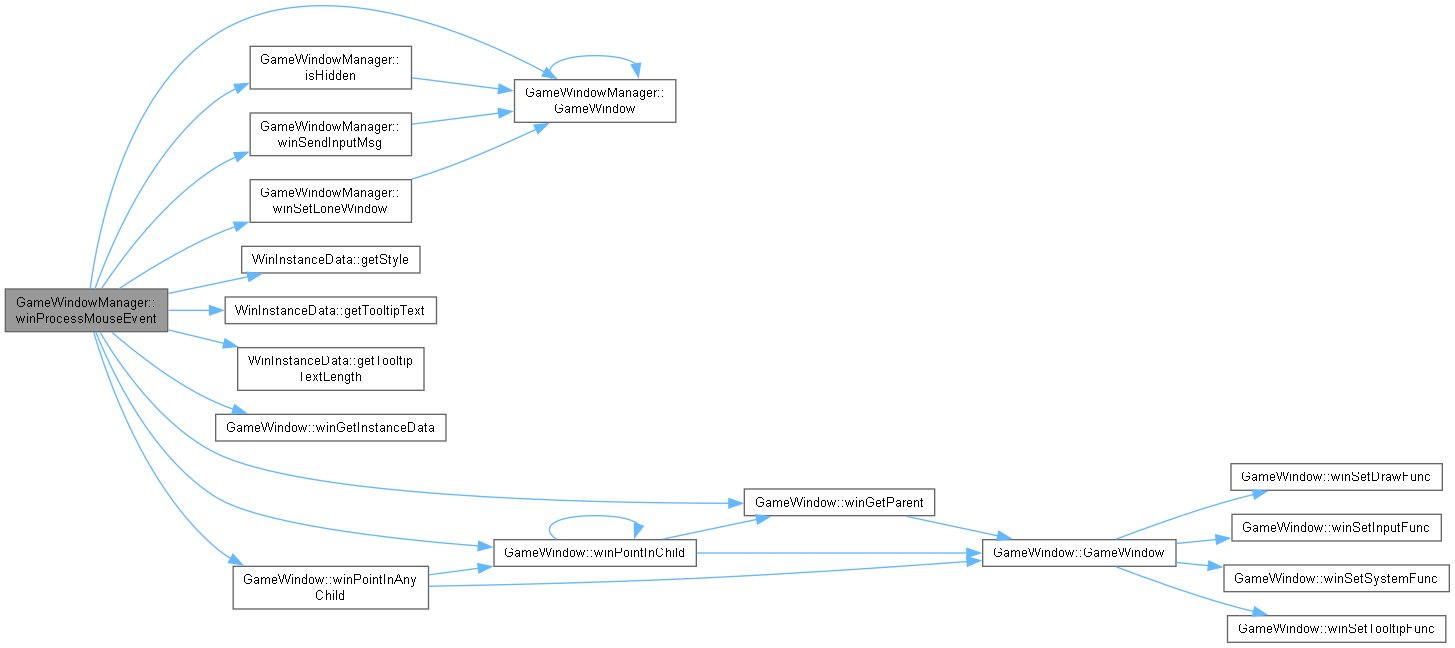 GameWindowManager::
isHidden
GameWindowManager::
GameWindow
GameWindowManager::
winSendInputMsg
GameWindowManager::
winSetLoneWindow
WinInstanceData::getStyle
GameWindowManager::
winProcessMouseEvent
WinInstanceData::getTooltipText
WinInstanceData::getTooltip
TextLength
GameWindow::winGetInstanceData
GameWindow::winSetDrawFunc
GameWindow::winGetParent
GameWindow::winSetInputFunc
GameWindow::winPointInChild
GameWindow::GameWindow
GameWindow::winPointInAny
Child
GameWindow::winSetSystemFunc
GameWindow::winSetTooltipFunc